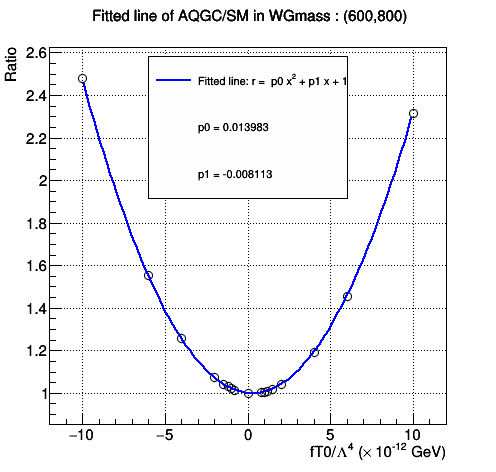 Fitted line of AQGC/SM in WGmass : (600,800)
Ratio
2.6
2.4
2.2
2
1.8
1.6
1.4
1.2
1
Fitted line: r = p0 x² + p1 x + 1
p0 = 0.013983
p1 = -0.008113
−10 −5 0 5 10
fT0/Λ⁴ (× 10⁻¹² GeV)